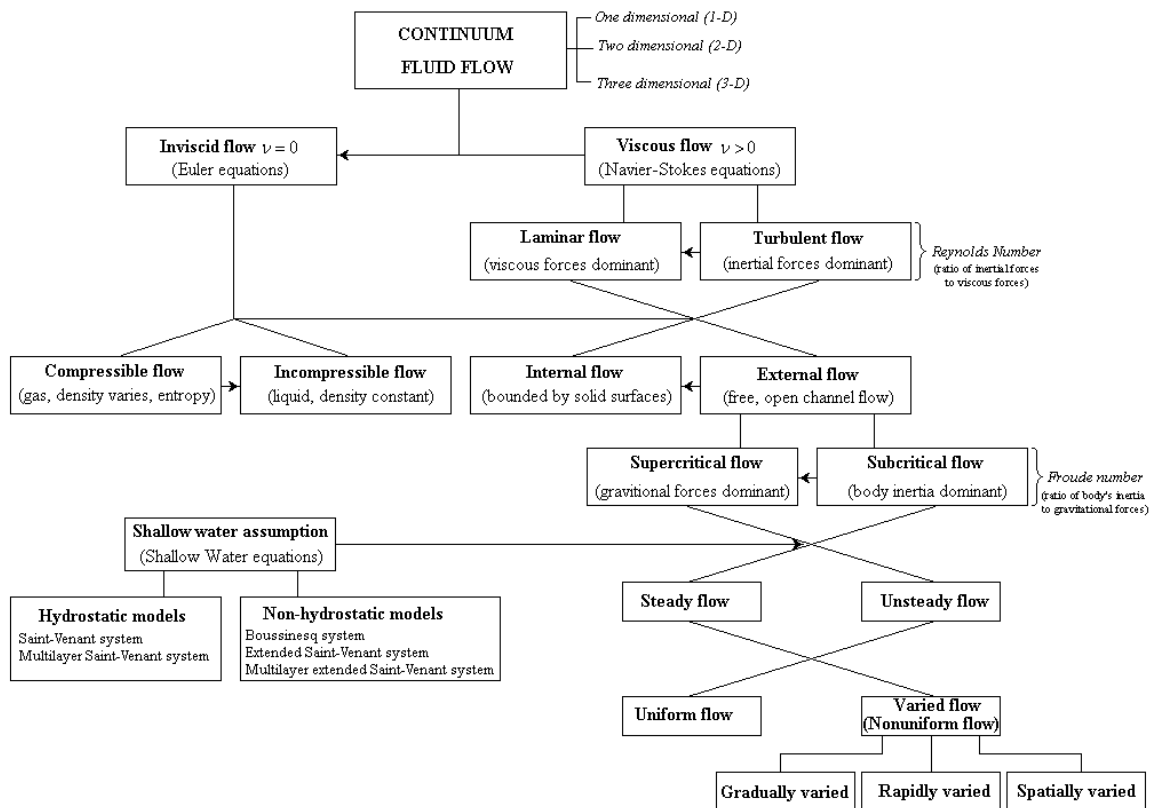 CONTINUUM
FLUID FLOW
One dimensional (1-D)
Two dimensional (2-D)
Three dimensional (3-D)
Inviscid flow ν = 0
(Euler equations)
Viscous flow ν > 0
(Navier-Stokes equations)
Laminar flow
(viscous forces dominant)
Turbulent flow
(inertial forces dominant)
Reynolds Number
(ratio of inertial forces
to viscous forces)
Compressible flow
(gas, density varies, entropy)
Incompressible flow
(liquid, density constant)
Internal flow
(bounded by solid surfaces)
External flow
(free, open channel flow)
Supercritical flow
(gravitional forces dominant)
Subcritical flow
(body inertia dominant)
Froude number
(ratio of body's inertia
to gravitational forces)
Shallow water assumption
(Shallow Water equations)
Hydrostatic models
Saint-Venant system
Multilayer Saint-Venant system
Non-hydrostatic models
Boussinesq system
Extended Saint-Venant system
Multilayer extended Saint-Venant system
Steady flow
Unsteady flow
Uniform flow
Varied flow
(Nonuniform flow)
Gradually varied
Rapidly varied
Spatially varied